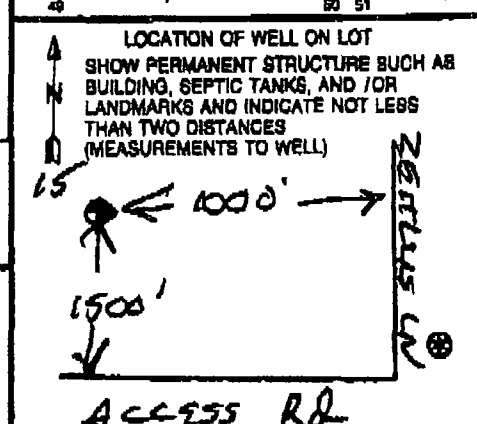 49 50 51
LOCATION OF WELL ON LOT
SHOW PERMANENT STRUCTURE SUCH AS
BUILDING, SEPTIC TANKS, AND /OR
LANDMARKS AND INDICATE NOT LESS
THAN TWO DISTANCES
(MEASUREMENTS TO WELL)
N
15
1000'
1500'
ACCESS Rd